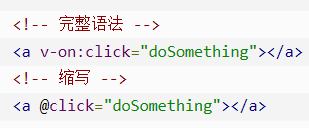 <!-- 完整语法 -->
<a v-on:click="doSomething"></a>
<!-- 缩写 -->
<a @click="doSomething"></a>